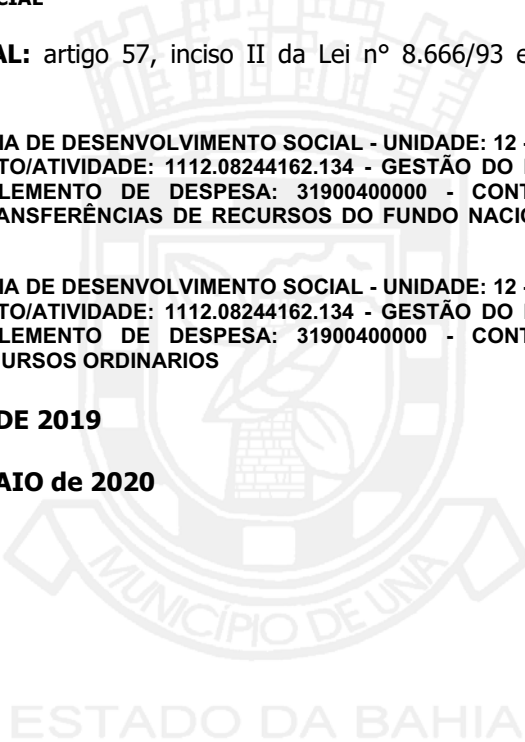 CIAL
AL: artigo 57, inciso II da Lei n° 8.666/93 e
IA DE DESENVOLVIMENTO SOCIAL - UNIDADE: 12 -
TO/ATIVIDADE: 1112.08244162.134 - GESTÃO DO
LEMENTO DE DESPESA: 31900400000 - CONT
ANSFERÊNCIAS DE RECURSOS DO FUNDO NACI
IA DE DESENVOLVIMENTO SOCIAL - UNIDADE: 12 -
TO/ATIVIDADE: 1112.08244162.134 - GESTÃO DO
LEMENTO DE DESPESA: 31900400000 - CONT
URSOS ORDINARIOS
DE 2019
AIO de 2020
MUNICÍPIO DE UNA
ESTADO DA BAHIA